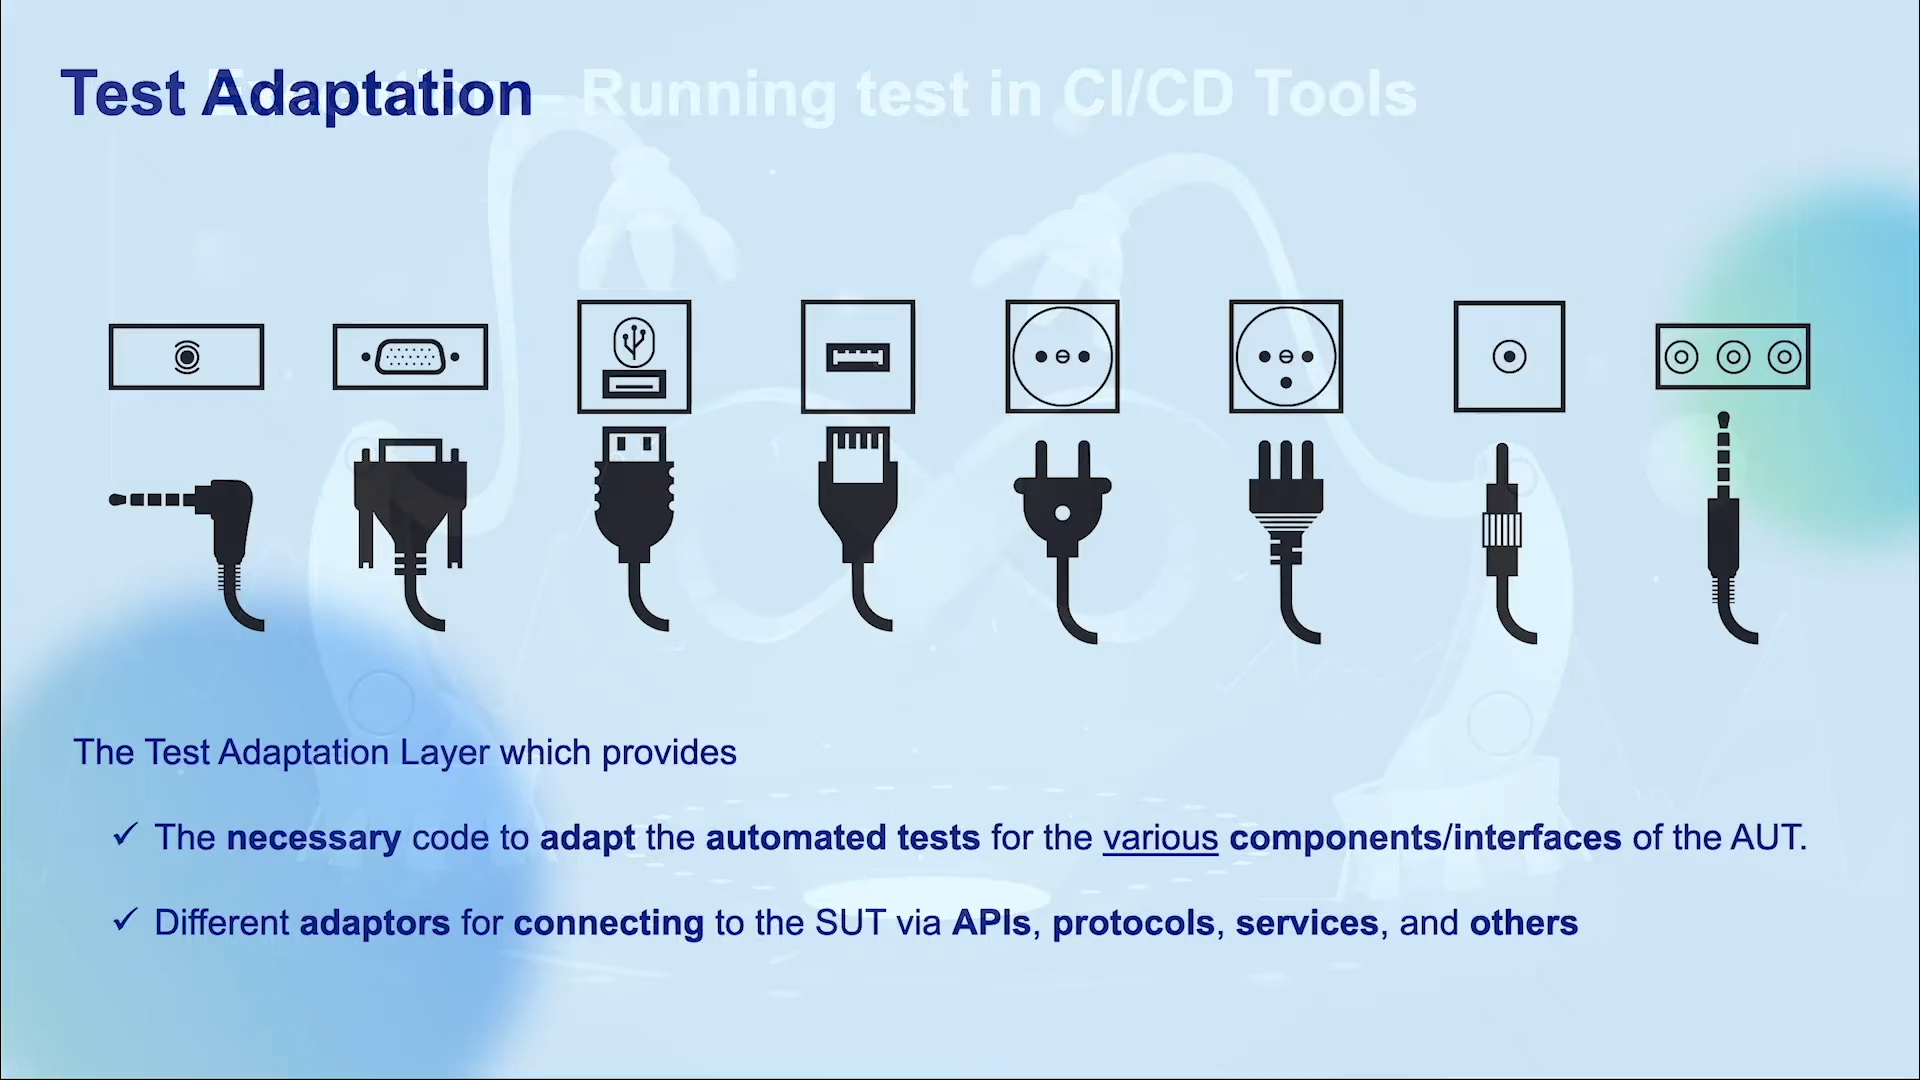 Test Adaptation
– Running test in CI/CD Tools
The Test Adaptation Layer which provides
✓ The necessary code to adapt the automated tests for the various components/interfaces of the AUT.
✓ Different adaptors for connecting to the SUT via APIs, protocols, services, and others